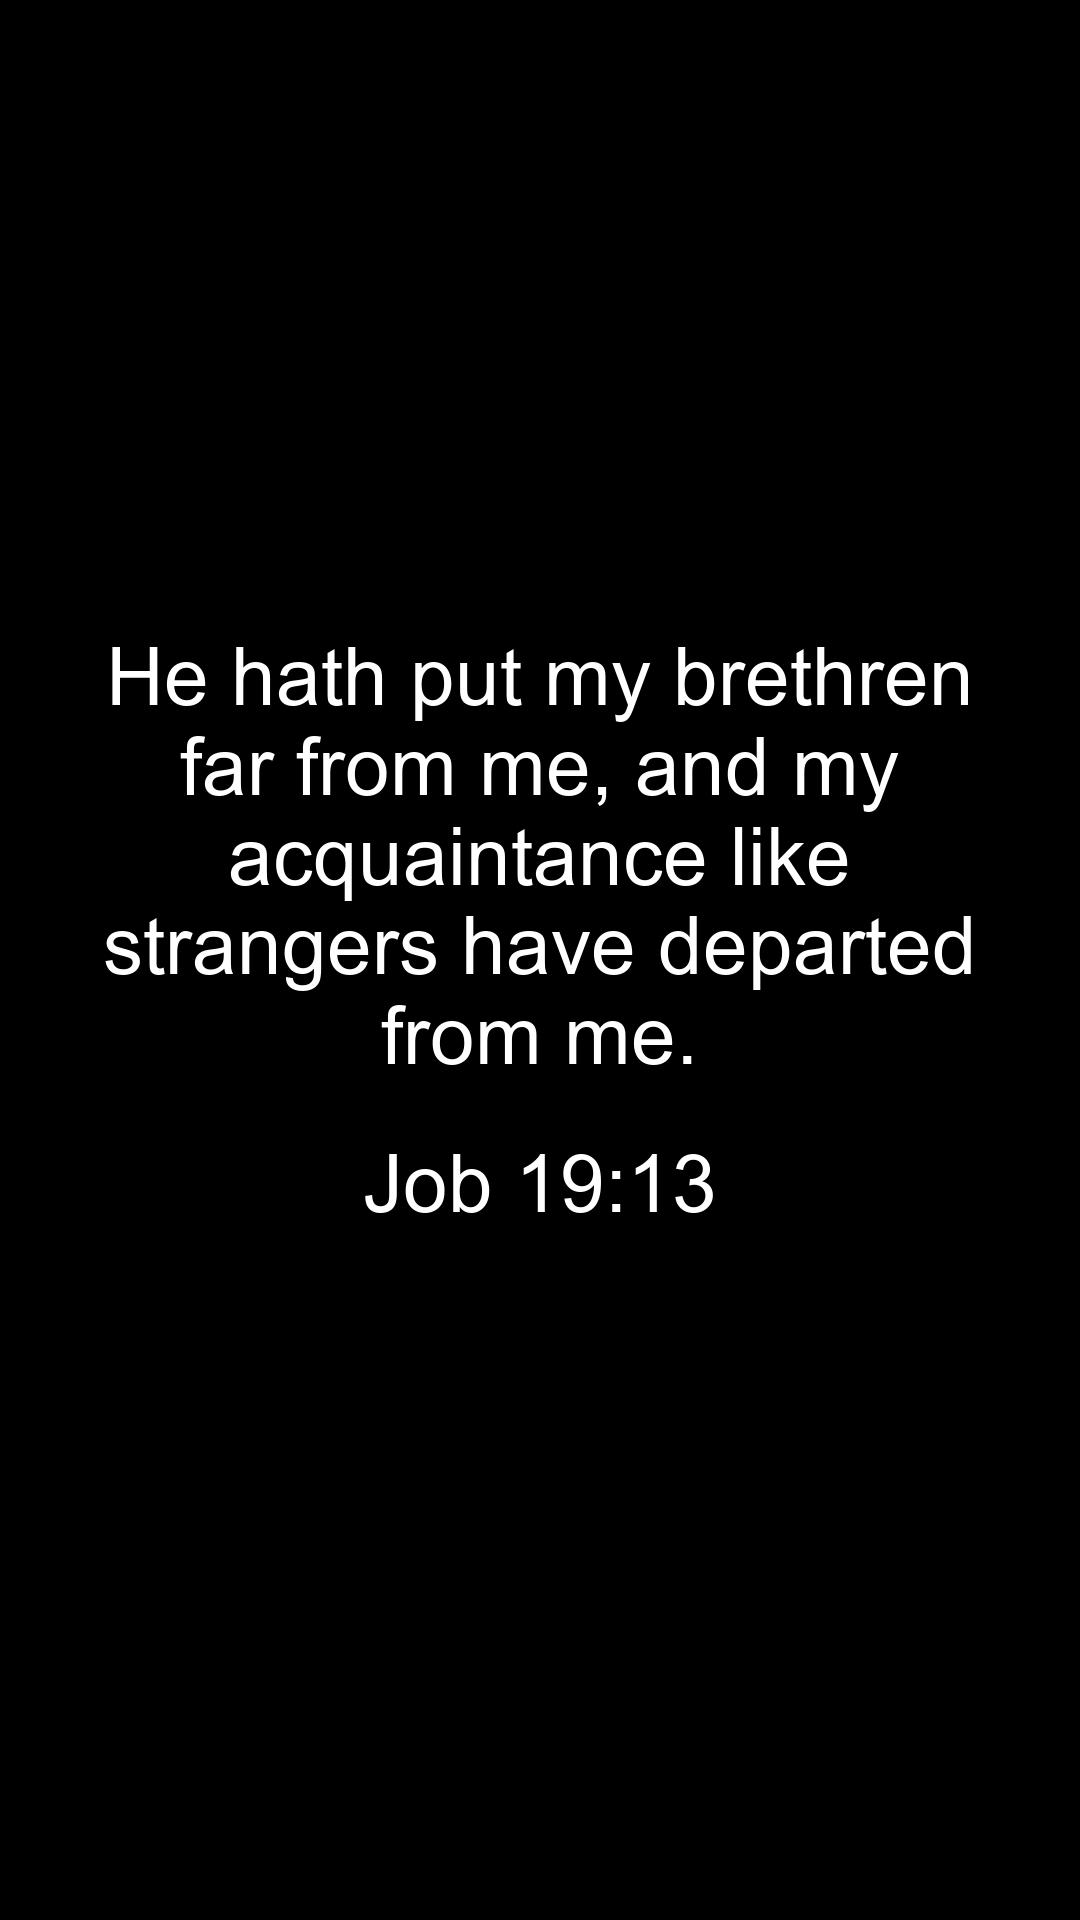 He hath put my brethren
far from me, and my
acquaintance like
strangers have departed
from me.
Job 19:13